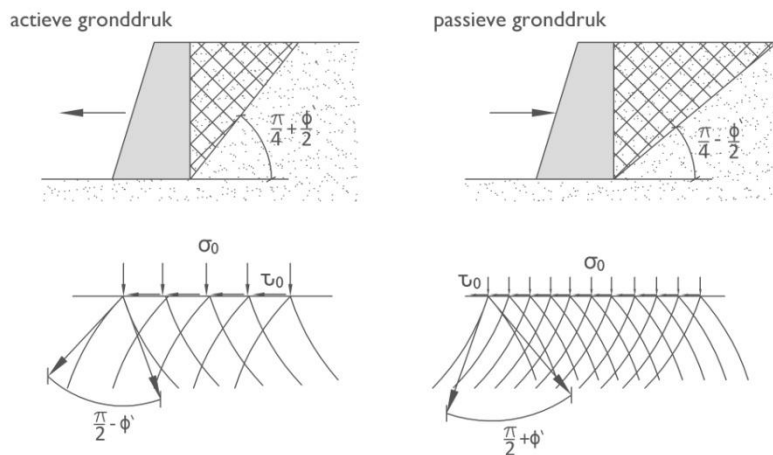 actieve gronddruk
π/4 + ϕ`/2
σ₀
τ₀
π/2 - ϕ`
passieve gronddruk
π/4 - ϕ`/2
τ₀
σ₀
π/2 + ϕ`